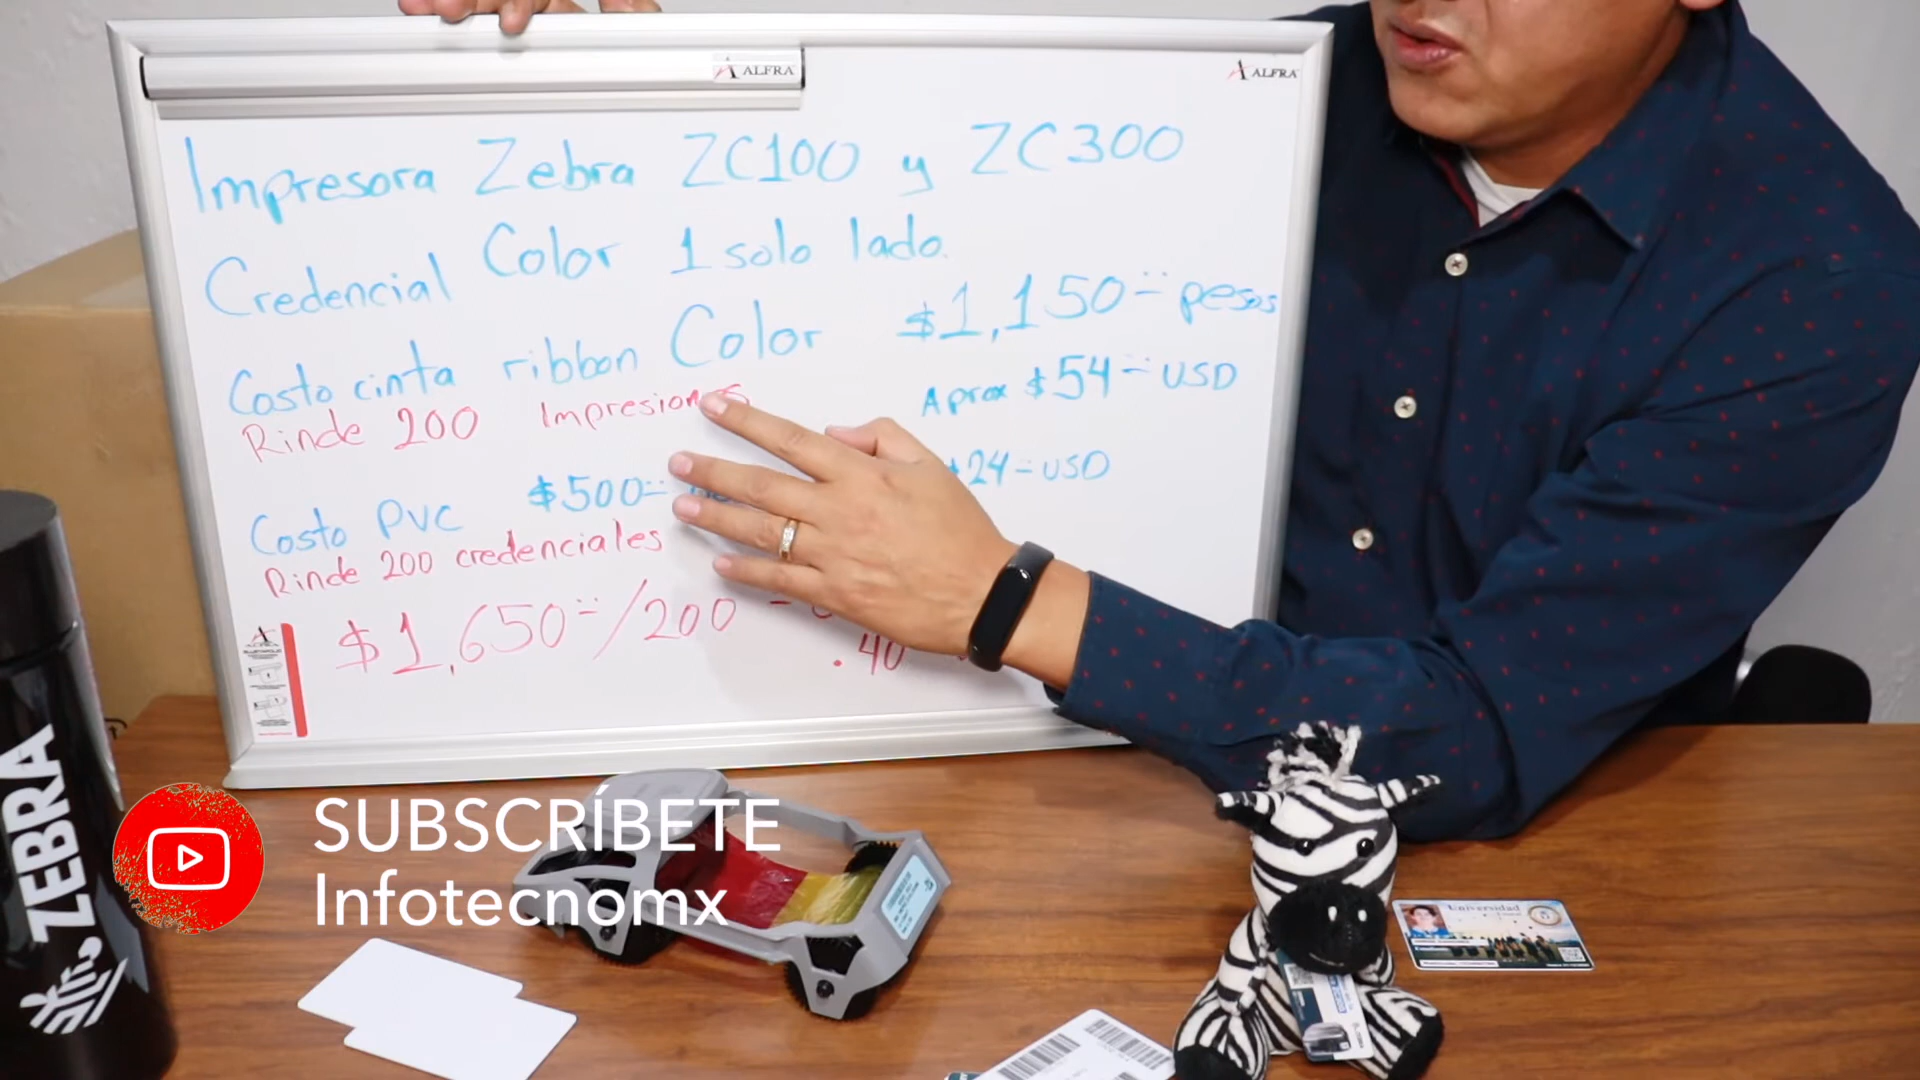 ALFRA
ALFRA
Impresora Zebra ZC100 y ZC300
Credencial Color 1 solo lado.
Costo cinta ribbon Color $1,150 pesos
Rinde 200 Impresiones
Aprox $54 USD
Costo PVC $500
$24 USD
Rinde 200 credenciales
$1,650/200
.40
ZEBRA
SUBSCRÍBETE
Infotecnomx
Universidad